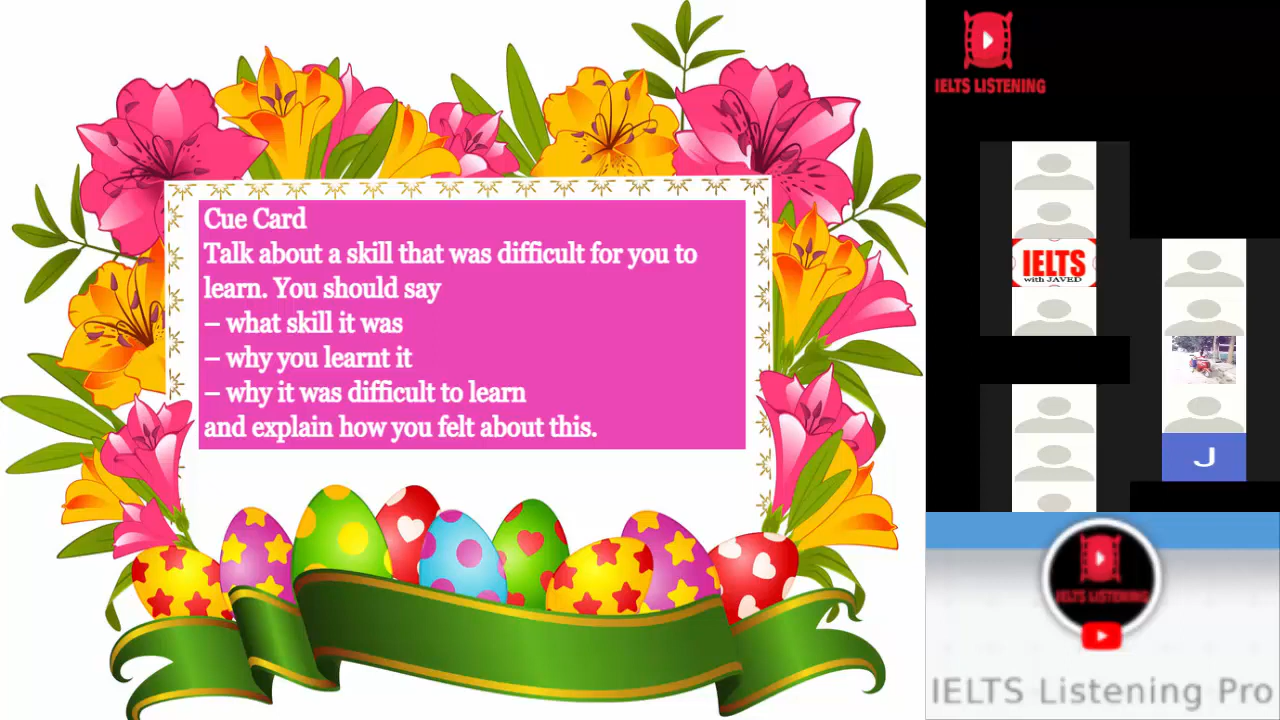 Cue Card
Talk about a skill that was difficult for you to
learn. You should say
– what skill it was
– why you learnt it
– why it was difficult to learn
and explain how you felt about this.
IELTS LISTENING
IELTS
with JAVED
J
IELTS LISTENING
IELTS Listening Pro